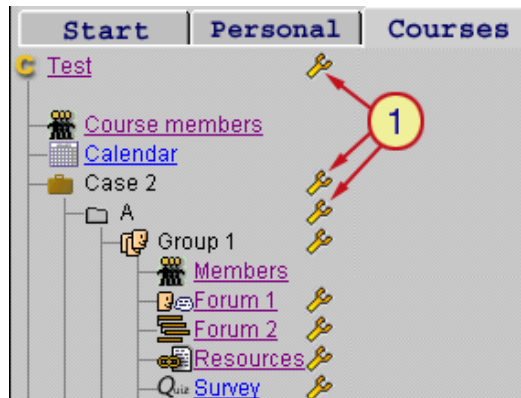 Start Personal Courses
C Test
1
Course members
Calendar
Case 2
A
Group 1
Members
Forum 1
Forum 2
Resources
Quiz Survey